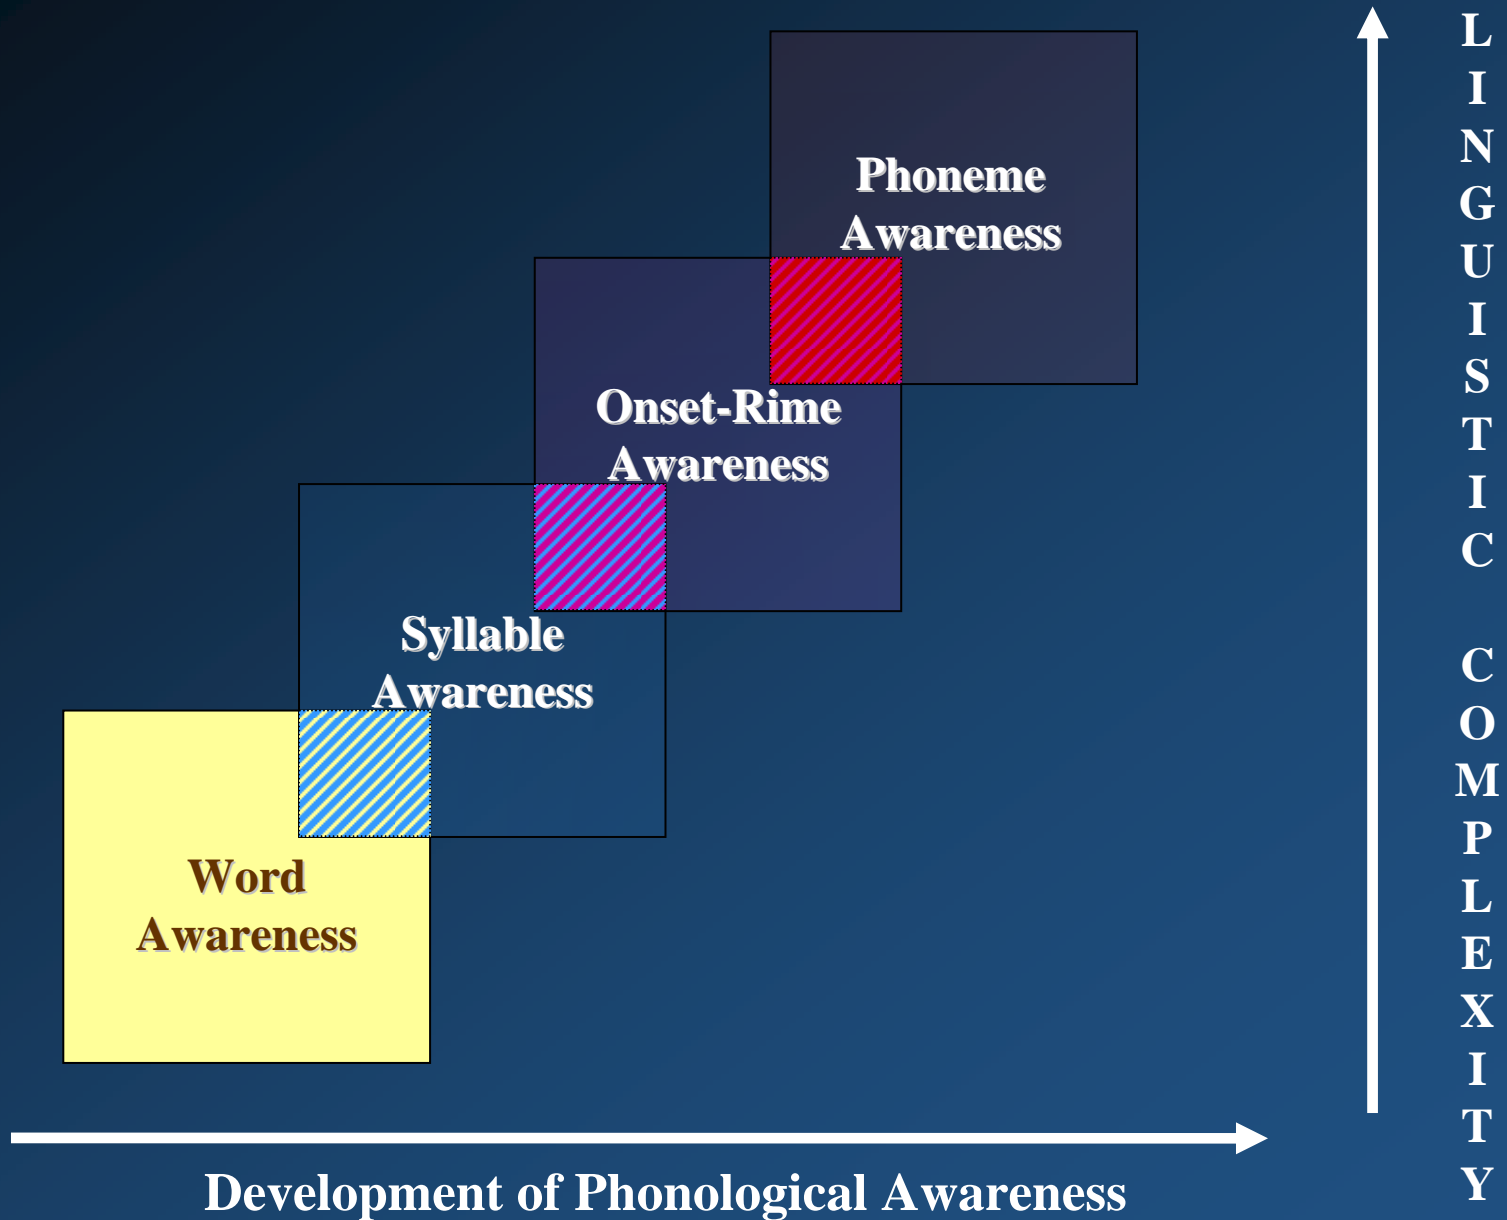 Phoneme
Awareness
Onset-Rime
Awareness
Syllable
Awareness
Word
Awareness
Development of Phonological Awareness
L
I
N
G
U
I
S
T
I
C
C
O
M
P
L
E
X
I
T
Y